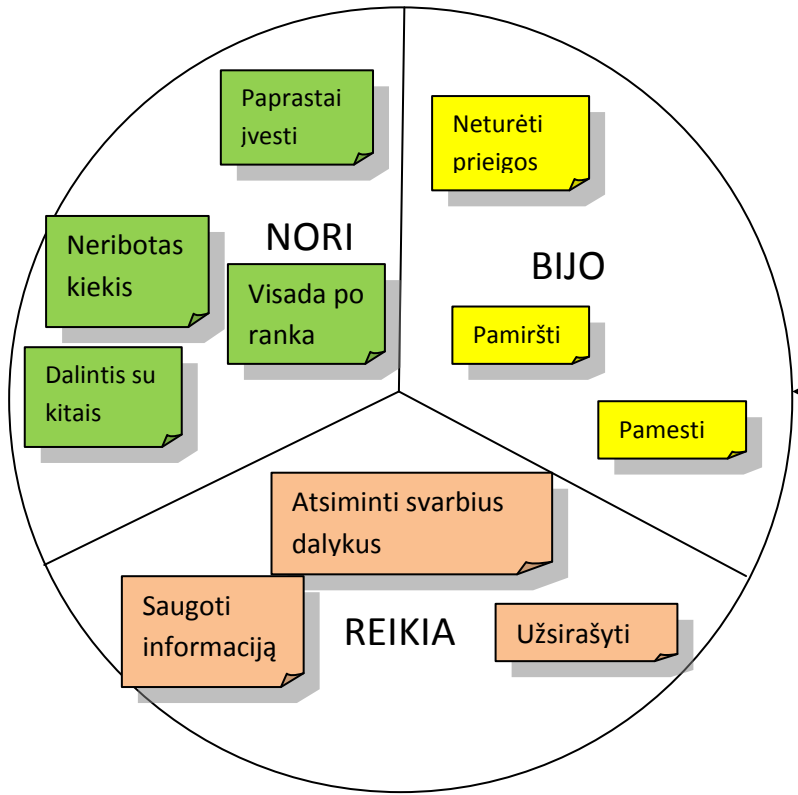 Paprastai
įvesti
NORI
Neribotas
kiekis
Visada po
ranka
Dalintis su
kitais
Neturėti
prieigos
BIJO
Pamiršti
Pamesti
Atsiminti svarbius
dalykus
Saugoti
informaciją
REIKIA
Užsirašyti